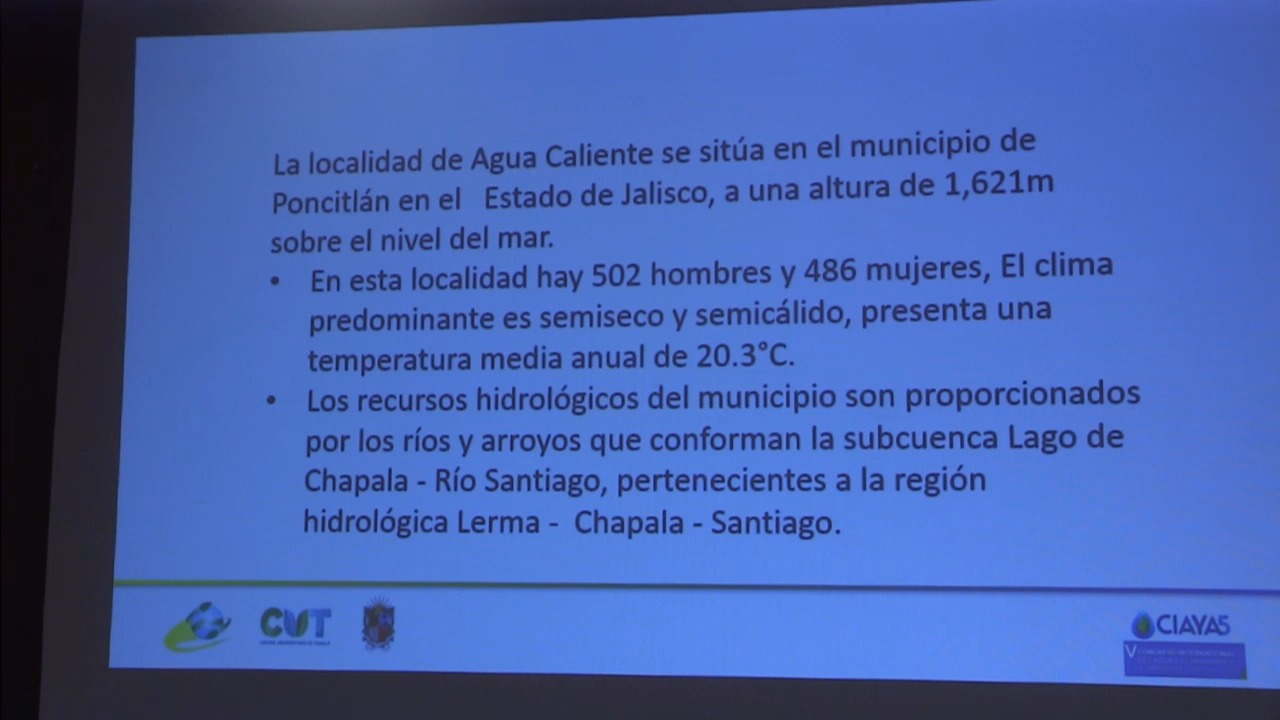 La localidad de Agua Caliente se sitúa en el municipio de
Poncitlán en el Estado de Jalisco, a una altura de 1,621m
sobre el nivel del mar.
• En esta localidad hay 502 hombres y 486 mujeres, El clima
predominante es semiseco y semicálido, presenta una
temperatura media anual de 20.3°C.
• Los recursos hidrológicos del municipio son proporcionados
por los ríos y arroyos que conforman la subcuenca Lago de
Chapala - Río Santiago, pertenecientes a la región
hidrológica Lerma - Chapala - Santiago.
CUT
CIAYA5
V CONGRESO INTERNACIONAL